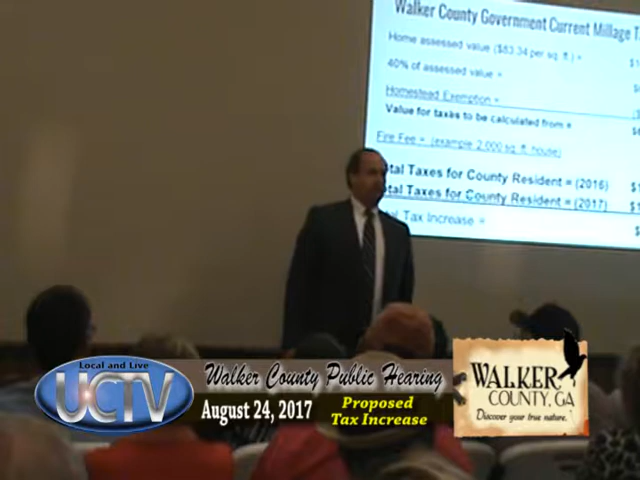 Walker County Government Current Millage
Home assessed value ($83.34 per sq. ft.) =
40% of assessed value =
Homestead Exemption =
Value for taxes to be calculated from =
Fire Fee = (example 2,000 sq. ft. house)
tal Taxes for County Resident = (2016)
tal Taxes for County Resident = (2017)
Tax Increase =
Local and Live
UCTV
Walker County Public Hearing
August 24, 2017
Proposed
Tax Increase
WALKER
COUNTY, GA
Discover your true nature.